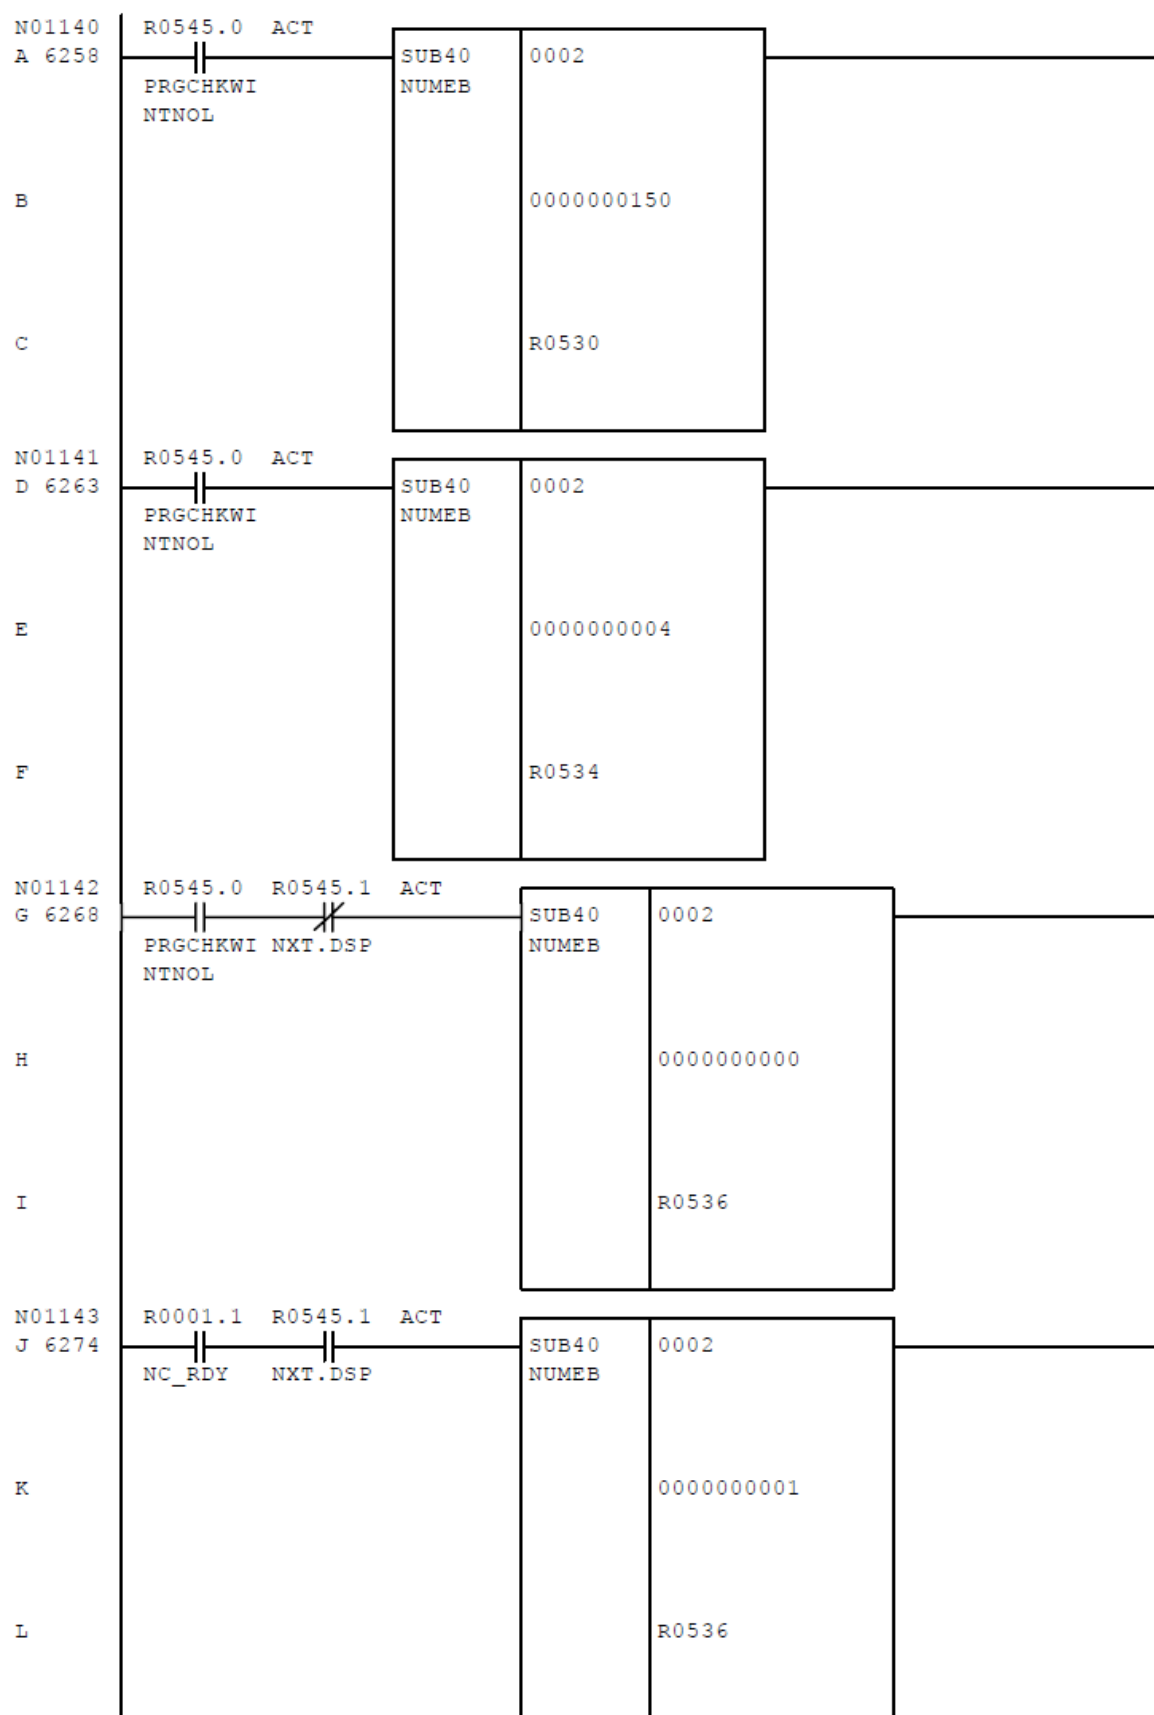 N01140 R0545.0 ACT
A 6258 SUB40 0002
PRGCHKWI NUMEB
NTNOL
B 0000000150
C R0530
N01141 R0545.0 ACT
D 6263 SUB40 0002
PRGCHKWI NUMEB
NTNOL
E 0000000004
F R0534
N01142 R0545.0 R0545.1 ACT
G 6268 SUB40 0002
PRGCHKWI NXT.DSP NUMEB
NTNOL
H 0000000000
I R0536
N01143 R0001.1 R0545.1 ACT
J 6274 SUB40 0002
NC_RDY NXT.DSP NUMEB
K 0000000001
L R0536